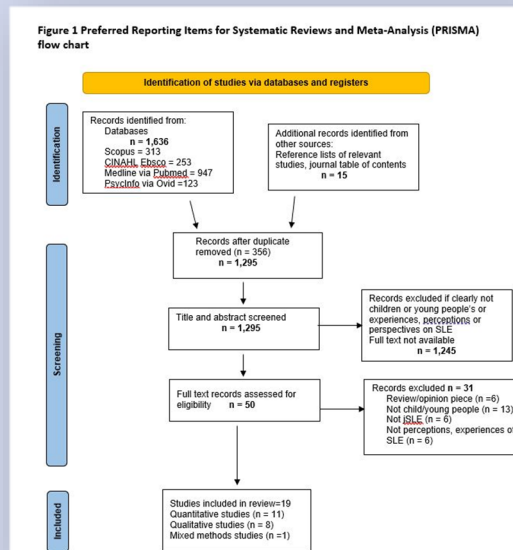 Figure 1 Preferred Reporting Items for Systematic Reviews and Meta-Analysis (PRISMA)
flow chart
Identification of studies via databases and registers
Identification
Records identified from:
Databases
n = 1,636
Scopus = 313
CINAHL Ebsco = 253
Medline via Pubmed = 947
PsycInfo via Ovid =123
Additional records identified from
other sources:
Reference lists of relevant
studies, journal table of contents
n = 15
Records after duplicate
removed (n = 356)
n = 1,295
Screening
Title and abstract screened
n = 1,295
Records excluded if clearly not
children or young people's or
experiences, perceptions or
perspectives on SLE
Full text not available
n = 1,245
Full text records assessed for
eligibility n = 50
Records excluded n = 31
Review/opinion piece (n =6)
Not child/young people (n = 13)
Not jSLE (n = 6)
Not perceptions, experiences of
SLE (n = 6)
Included
Studies included in review=19
Quantitative studies (n = 11)
Qualitative studies (n = 8)
Mixed methods studies (n =1)